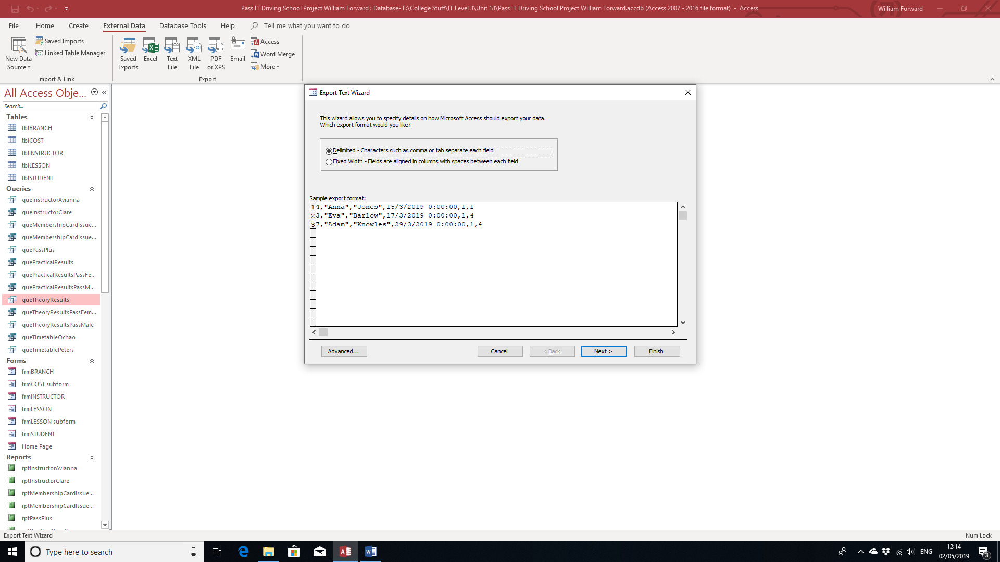 Pass IT Driving School Project William Forward : Database- E:\College Stuff\IT Level 3\Unit 18\Pass IT Driving School Project William Forward.accdb (Access 2007 - 2016 file format) - Access
William Forward
File Home Create External Data Database Tools Help Tell me what you want to do
New Data Source
Saved Imports
Linked Table Manager
Import & Link
Saved Exports
Excel
Text File
XML File
PDF or XPS
Email
Access
Word Merge
More
Export
All Access Obje...
Search...
Tables
tblBRANCH
tblCOST
tblINSTRUCTOR
tblLESSON
tblSTUDENT
Queries
queInstructorAvianna
queInstructorClare
queMembershipCardIssue...
queMembershipCardIssue...
quePassPlus
quePracticalResults
quePracticalResultsPassFe...
quePracticalResultsPassM...
queTheoryResults
queTheoryResultsPassFem...
queTheoryResultsPassMale
queTimetableOchao
queTimetablePeters
Forms
frmBRANCH
frmCOST subform
frmINSTRUCTOR
frmLESSON
frmLESSON subform
frmSTUDENT
Home Page
Reports
rptInstructorAvianna
rptInstructorClare
rptMembershipCardIssue...
rptMembershipCardIssue...
rptPassPlus
Export Text Wizard
This wizard allows you to specify details on how Microsoft Access should export your data.
Which export format would you like?
Delimited - Characters such as comma or tab separate each field
Fixed Width - Fields are aligned in columns with spaces between each field
Sample export format:
1 4,"Anna","Jones",15/3/2019 0:00:00,1,1
2 3,"Eva","Barlow",17/3/2019 0:00:00,1,4
3 7,"Adam","Knowles",29/3/2019 0:00:00,1,4
Advanced... Cancel < Back Next > Finish
Export Text Wizard
Num Lock
Type here to search
ENG
12:14
02/05/2019
3